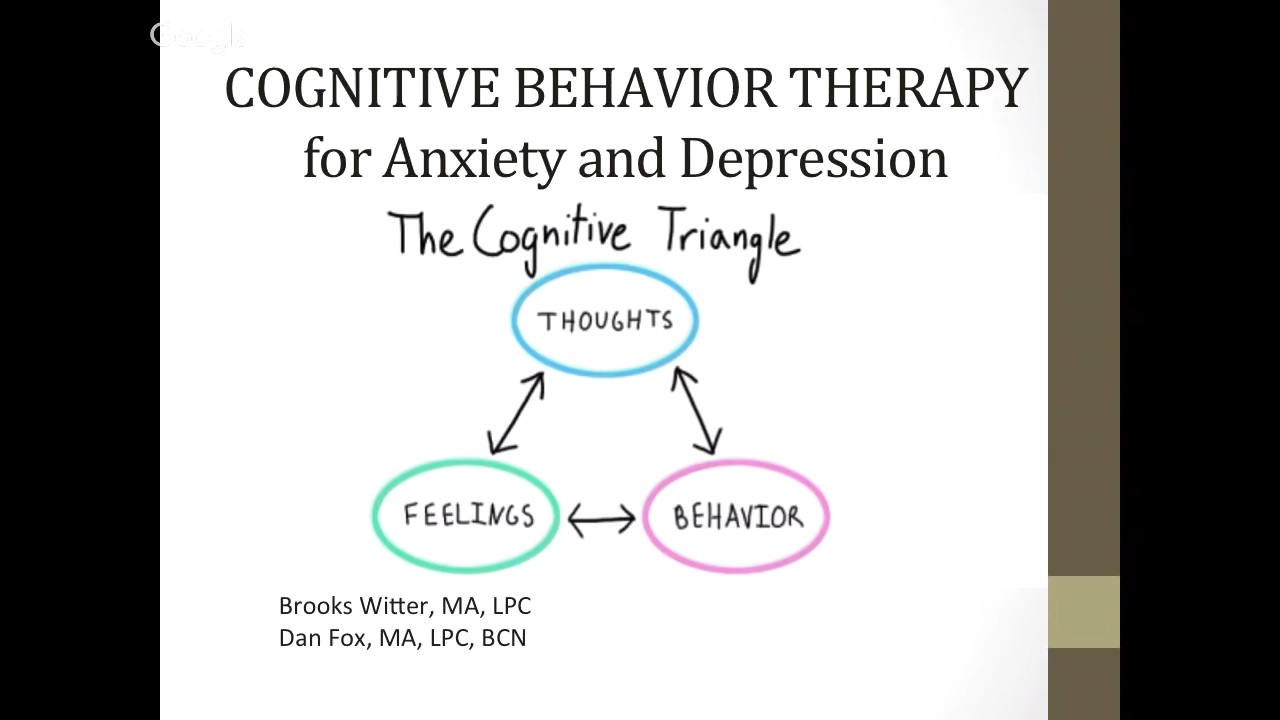 Google
COGNITIVE BEHAVIOR THERAPY
for Anxiety and Depression
The Cognitive Triangle
THOUGHTS
FEELINGS
BEHAVIOR
Brooks Witter, MA, LPC
Dan Fox, MA, LPC, BCN